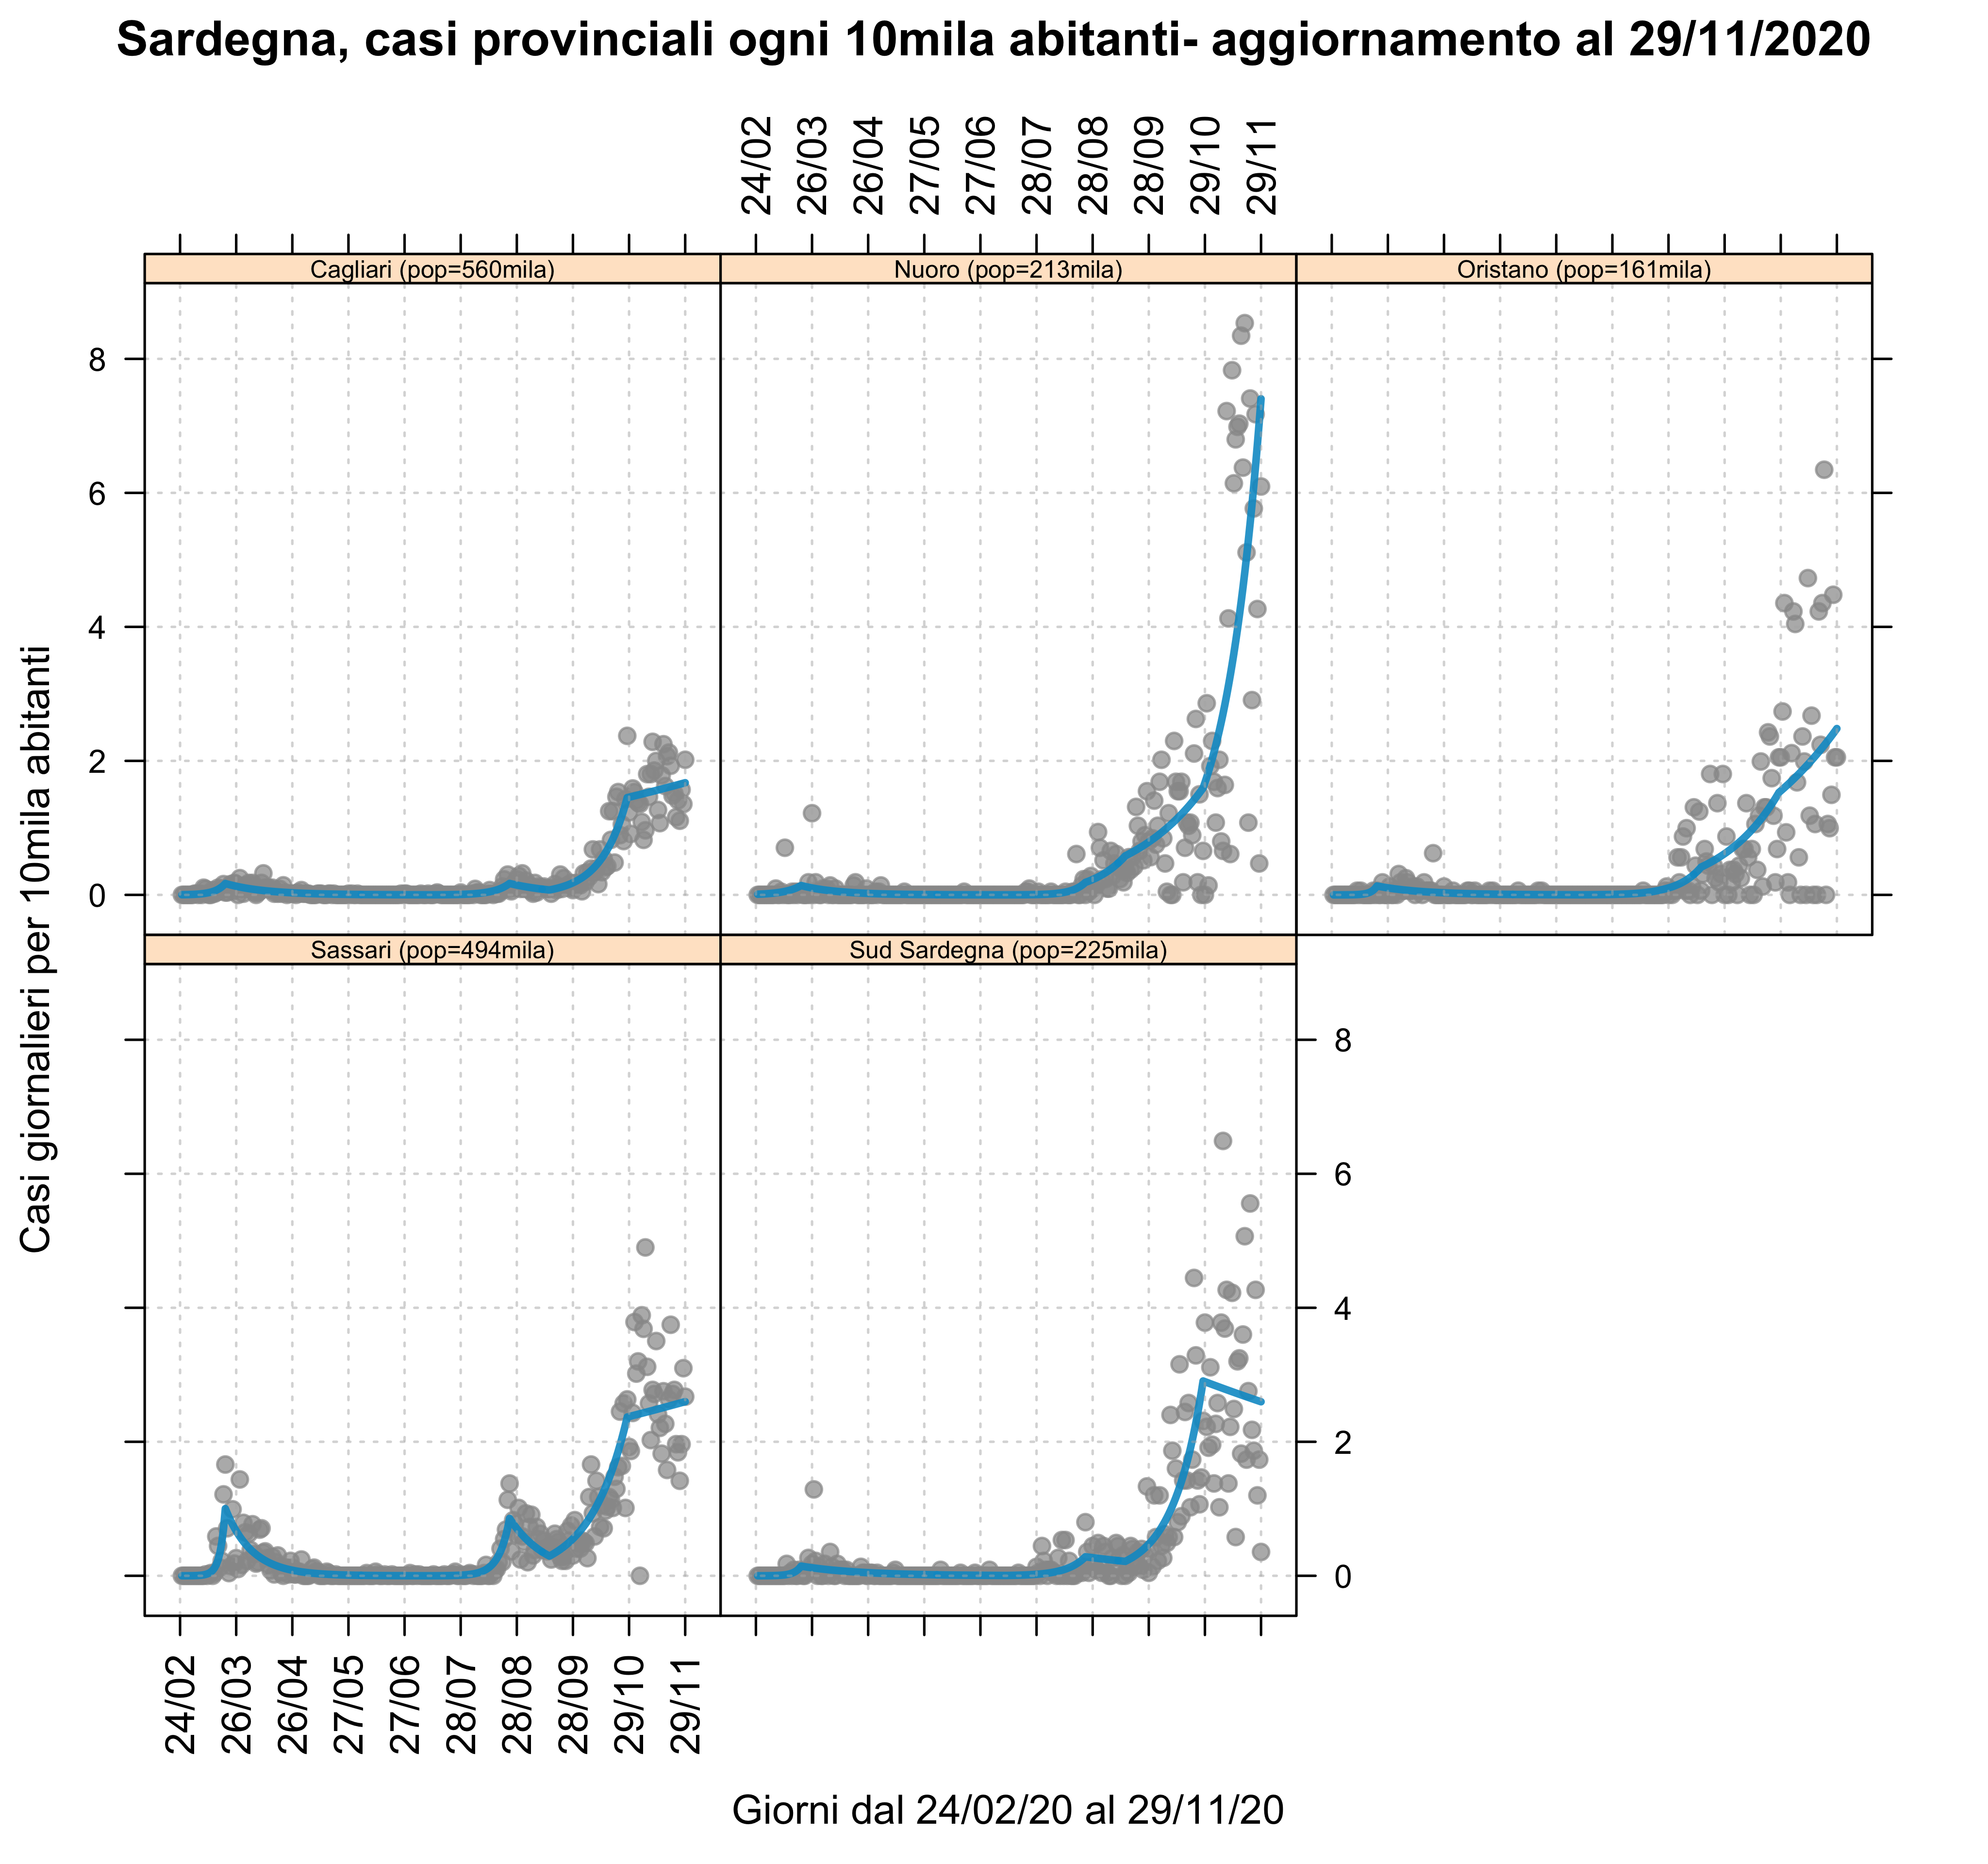 Sardegna, casi provinciali ogni 10mila abitanti- aggiornamento al 29/11/2020
24/02 26/03 26/04 27/05 27/06 28/07 28/08 28/09 29/10 29/11
Cagliari (pop=560mila)
Nuoro (pop=213mila)
Oristano (pop=161mila)
8
6
4
2
0
Casi giornalieri per 10mila abitanti
Sassari (pop=494mila)
Sud Sardegna (pop=225mila)
8
6
4
2
0
24/02 26/03 26/04 27/05 27/06 28/07 28/08 28/09 29/10 29/11
Giorni dal 24/02/20 al 29/11/20